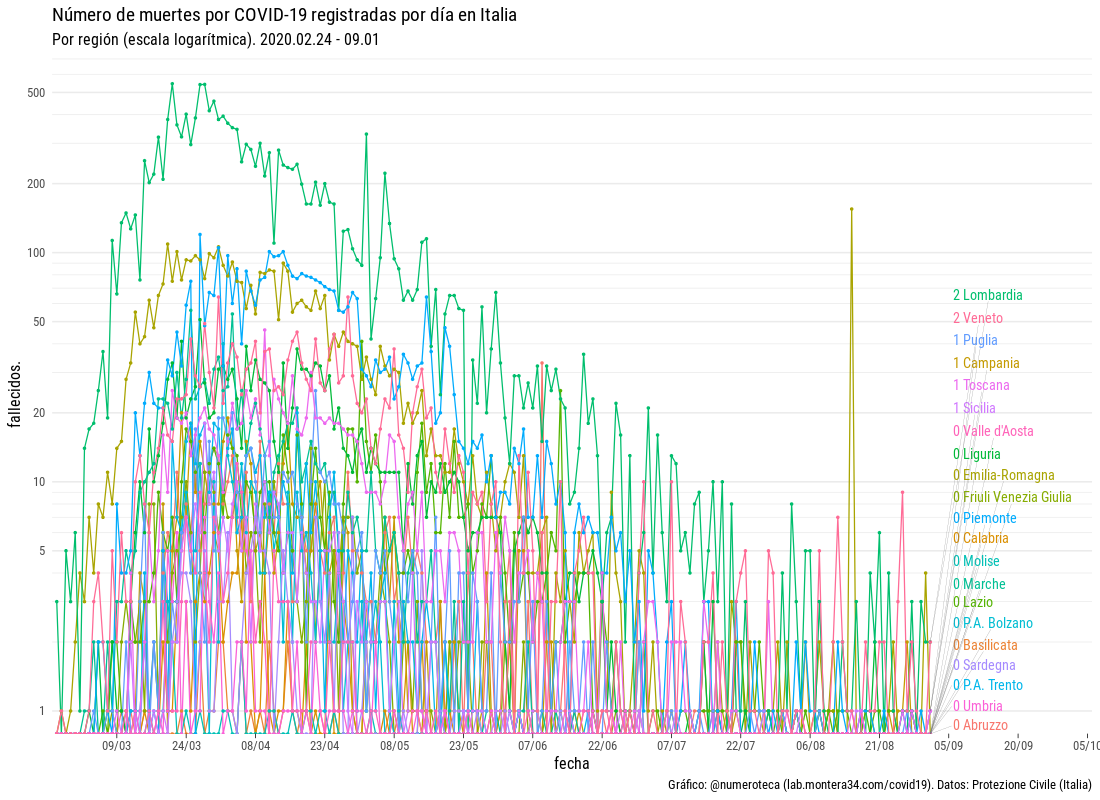 Número de muertes por COVID-19 registradas por día en Italia
Por región (escala logarítmica). 2020.02.24 - 09.01
fallecidos.
500
200
100
50
20
10
5
1
2 Lombardia
2 Veneto
1 Puglia
1 Campania
1 Toscana
1 Sicilia
0 Valle d'Aosta
0 Liguria
0 Emilia-Romagna
0 Friuli Venezia Giulia
0 Piemonte
0 Calabria
0 Molise
0 Marche
0 Lazio
0 P.A. Bolzano
0 Basilicata
0 Sardegna
0 P.A. Trento
0 Umbria
0 Abruzzo
09/03 24/03 08/04 23/04 08/05 23/05 07/06 22/06 07/07 22/07 06/08 21/08 05/09 20/09 05/10
fecha
Gráfico: @numeroteca (lab.montera34.com/covid19). Datos: Protezione Civile (Italia)